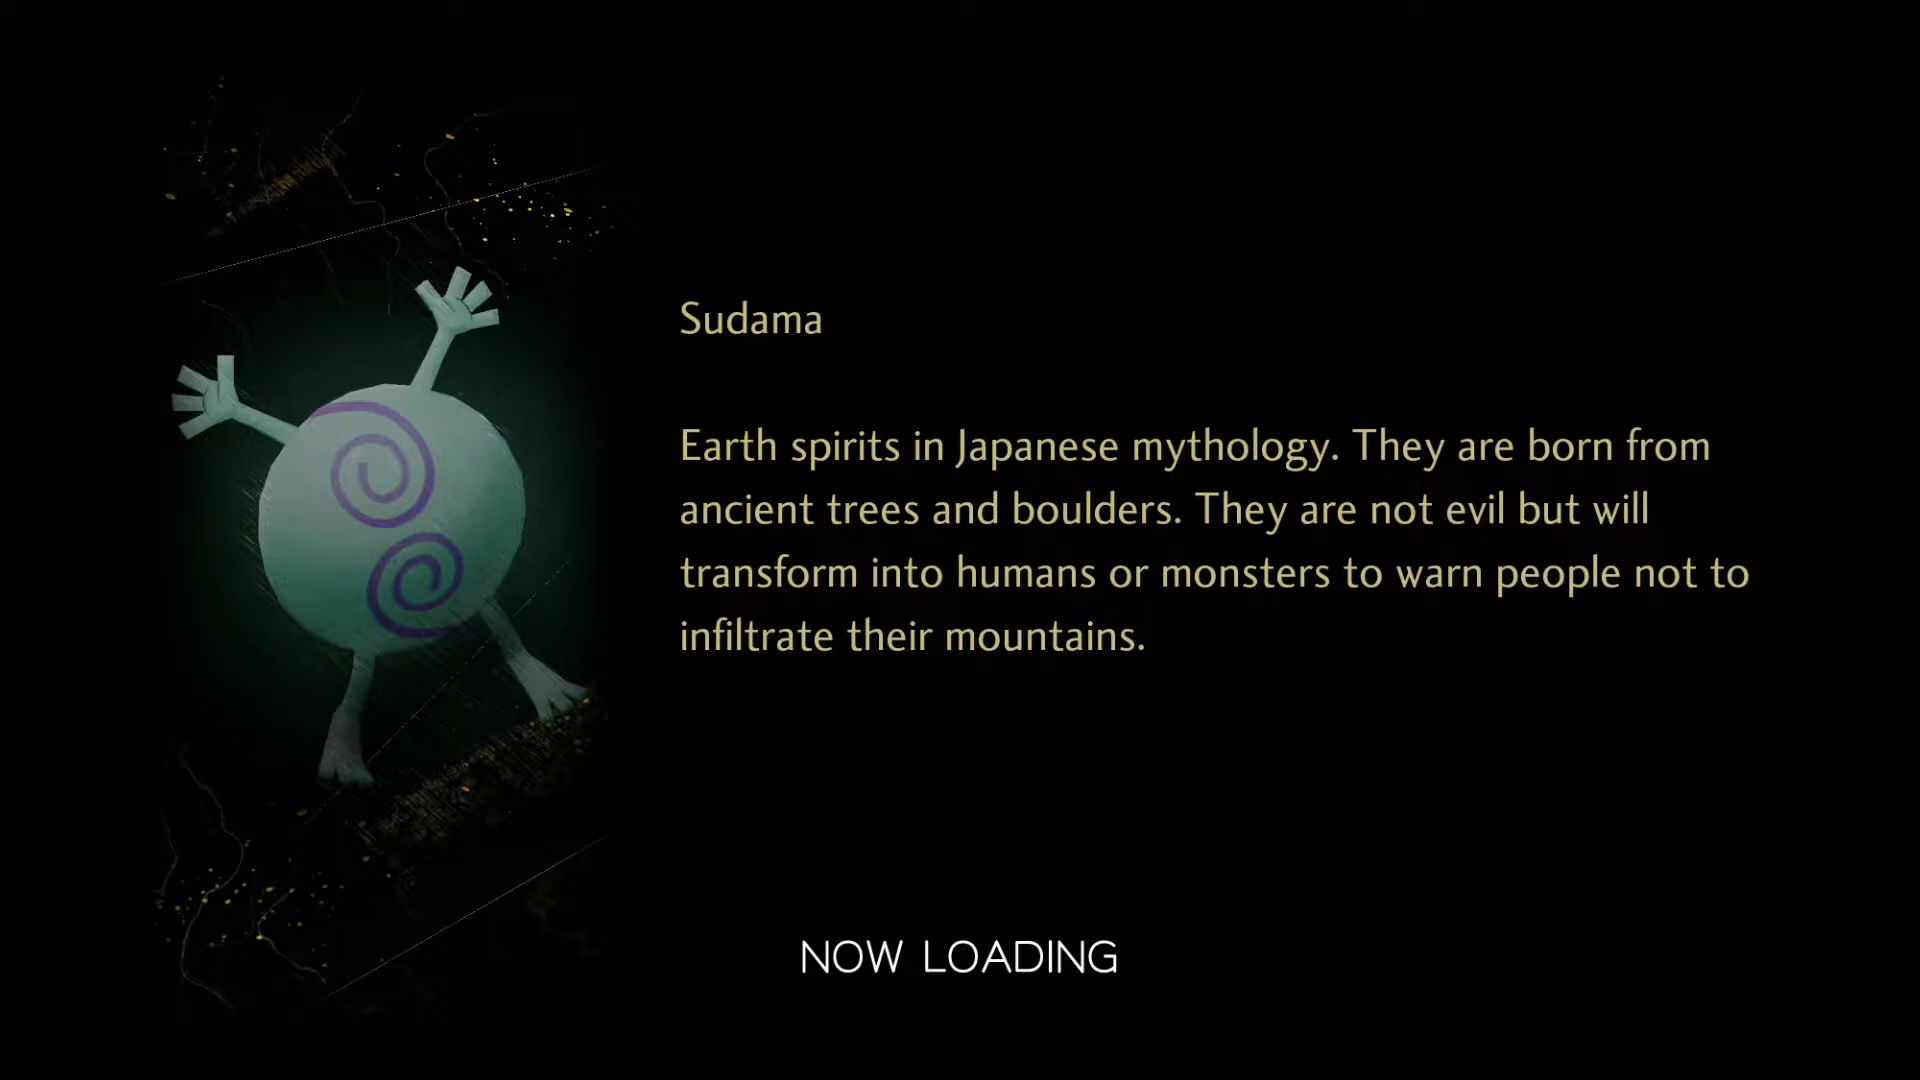 Sudama
Earth spirits in Japanese mythology. They are born from
ancient trees and boulders. They are not evil but will
transform into humans or monsters to warn people not to
infiltrate their mountains.
NOW LOADING